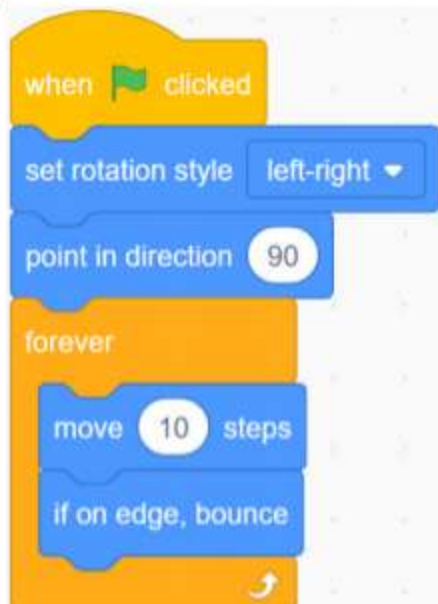 when clicked
set rotation style left-right
point in direction 90
forever
move 10 steps
if on edge, bounce